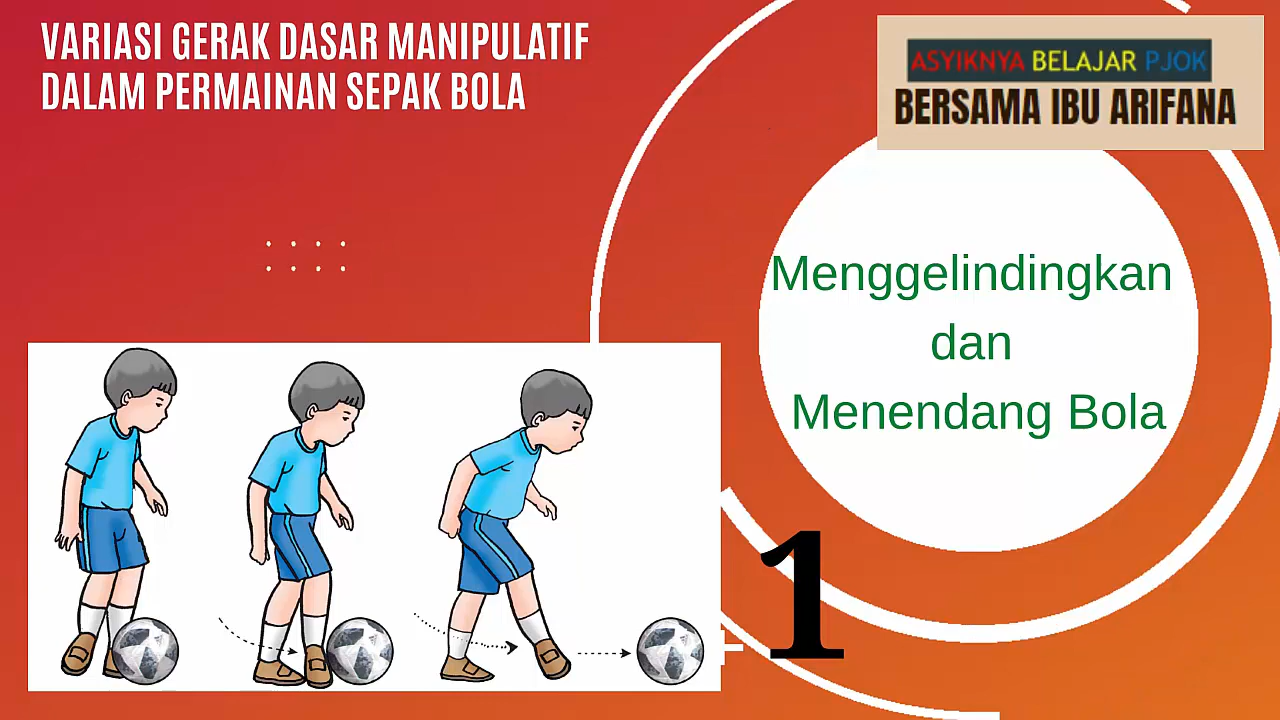 VARIASI GERAK DASAR MANIPULATIF
DALAM PERMAINAN SEPAK BOLA
ASYIKNYA BELAJAR PJOK
BERSAMA IBU ARIFANA
Menggelindingkan
dan
Menendang Bola
1